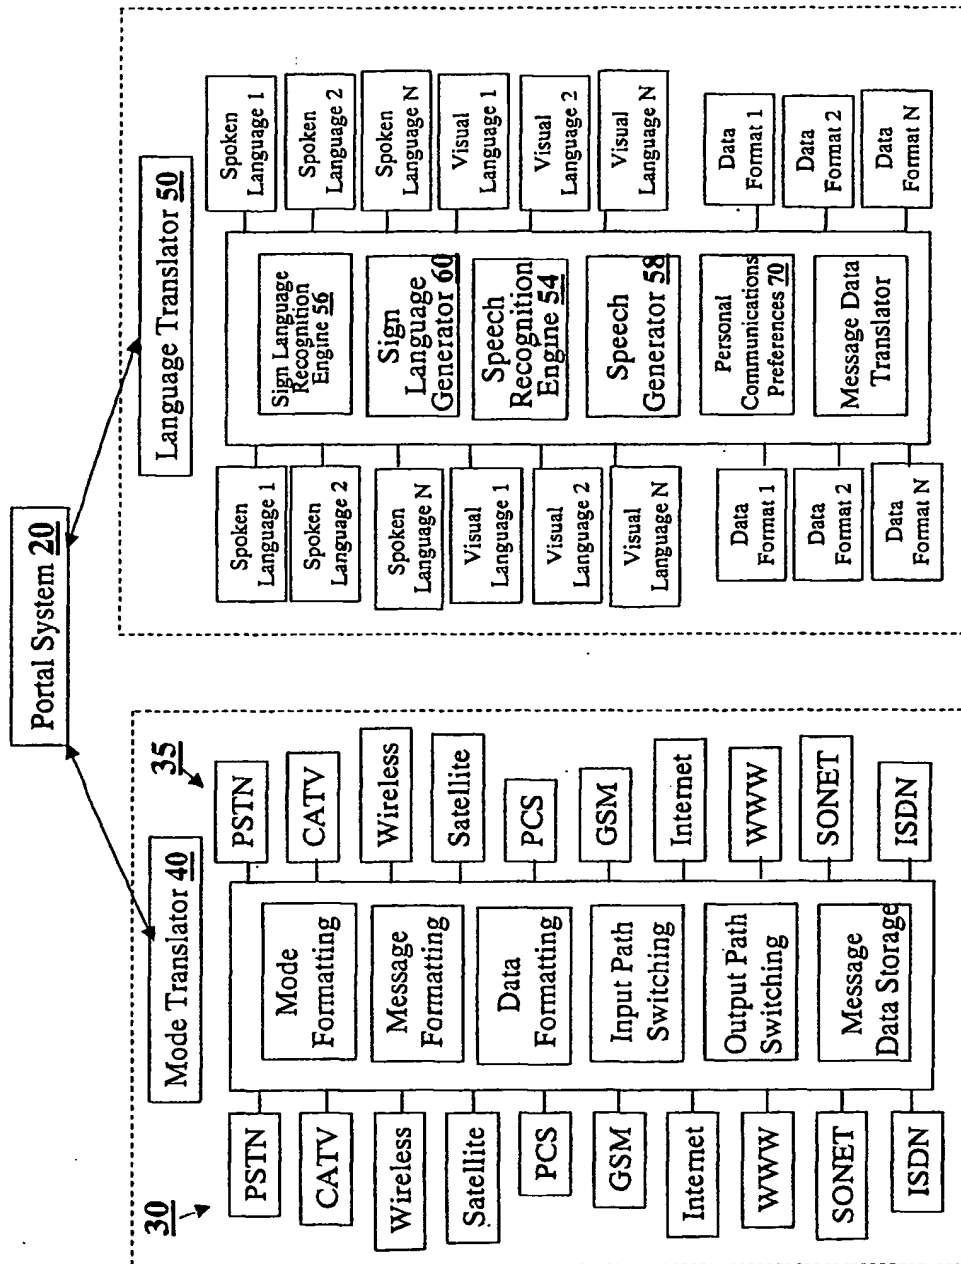 Portal System 20
Mode Translator 40
30
35
PSTN
CATV
Wireless
Satellite
PCS
GSM
Internet
WWW
SONET
ISDN
Mode
Formatting
Message
Formatting
Data
Formatting
Input Path
Switching
Output Path
Switching
Message
Data Storage
PSTN
CATV
Wireless
Satellite
PCS
GSM
Internet
WWW
SONET
ISDN
Language Translator 50
Spoken
Language 1
Spoken
Language 2
Spoken
Language N
Visual
Language 1
Visual
Language 2
Visual
Language N
Data
Format 1
Data
Format 2
Data
Format N
Sign Language
Recognition
Engine 56
Sign
Language
Generator 60
Speech
Recognition
Engine 54
Speech
Generator 58
Personal
Communications
Preferences 70
Message Data
Translator
Spoken
Language 1
Spoken
Language 2
Spoken
Language N
Visual
Language 1
Visual
Language 2
Visual
Language N
Data
Format 1
Data
Format 2
Data
Format N